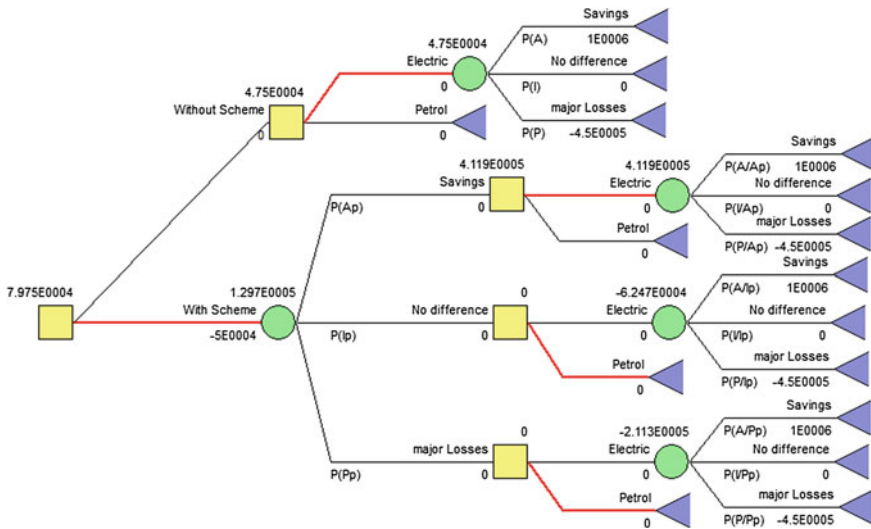 Savings
4.75E0004
P(A) 1E0006
Electric
No difference
0
P(I) 0
4.75E0004
Petrol
major Losses
Without Scheme
0
0
P(P) -4.5E0005
Savings
4.119E0005
4.119E0005
P(A/Ap) 1E0006
Savings
Electric
No difference
P(Ap)
0
0
P(I/Ap) 0
Petrol
major Losses
0
P(P/Ap) -4.5E0005
Savings
7.975E0004
1.297E0005
0
-6.247E0004
P(A/Ip) 1E0006
With Scheme
No difference
Electric
No difference
-5E0004
P(Ip)
0
0
P(I/Ip) 0
Petrol
major Losses
0
P(P/Ip) -4.5E0005
Savings
0
-2.113E0005
P(A/Pp) 1E0006
major Losses
Electric
No difference
P(Pp)
0
0
P(I/Pp) 0
Petrol
major Losses
0
P(P/Pp) -4.5E0005